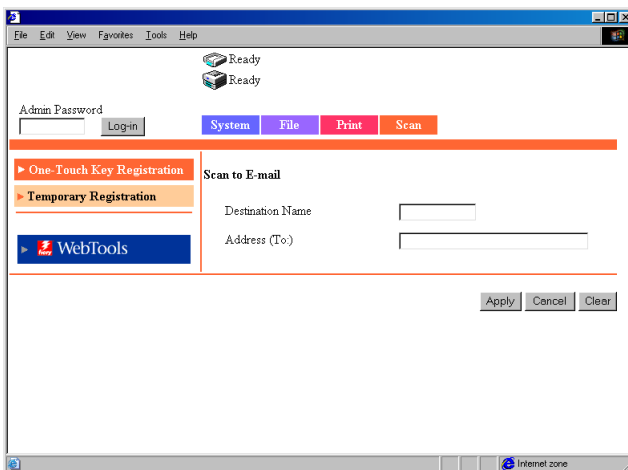 File Edit View Favorites Tools Help
Ready
Ready
Admin Password
Log-in
System File Print Scan
One-Touch Key Registration
Temporary Registration
Scan to E-mail
Destination Name
Address (To:)
fiery WebTools
Apply Cancel Clear
Internet zone